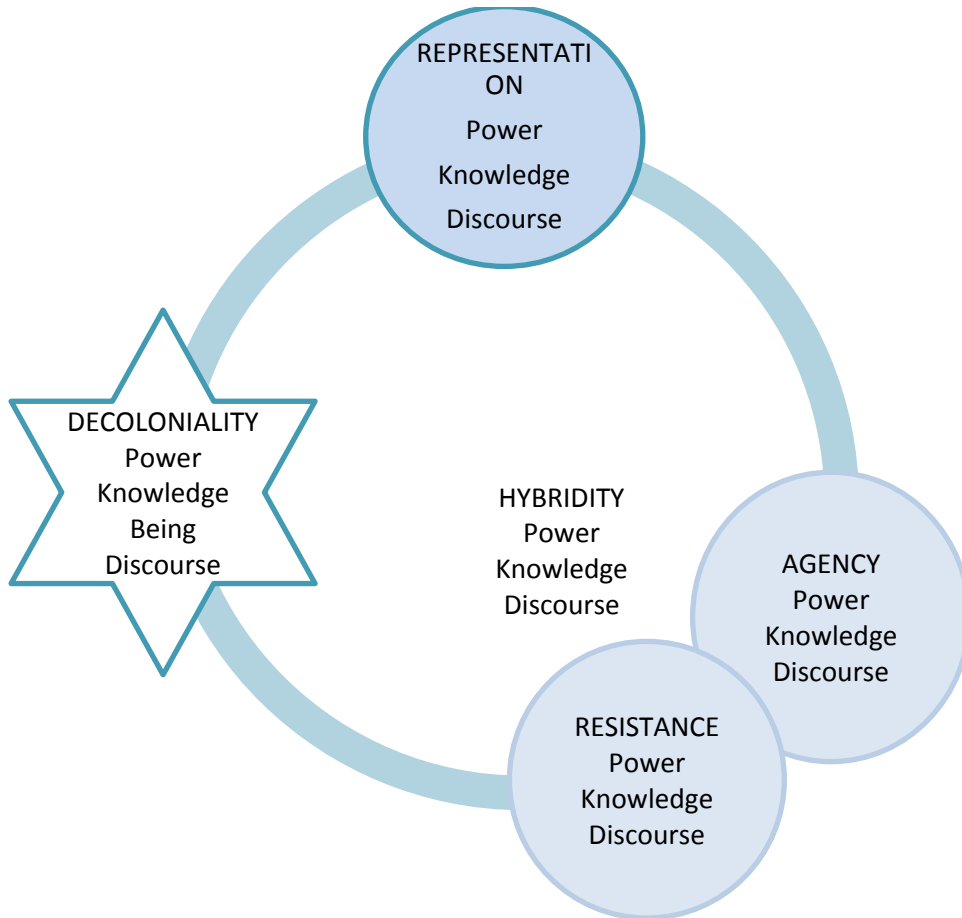 REPRESENTATI
ON
Power
Knowledge
Discourse
DECOLONIALITY
Power
Knowledge
Being
Discourse
HYBRIDITY
Power
Knowledge
Discourse
AGENCY
Power
Knowledge
Discourse
RESISTANCE
Power
Knowledge
Discourse